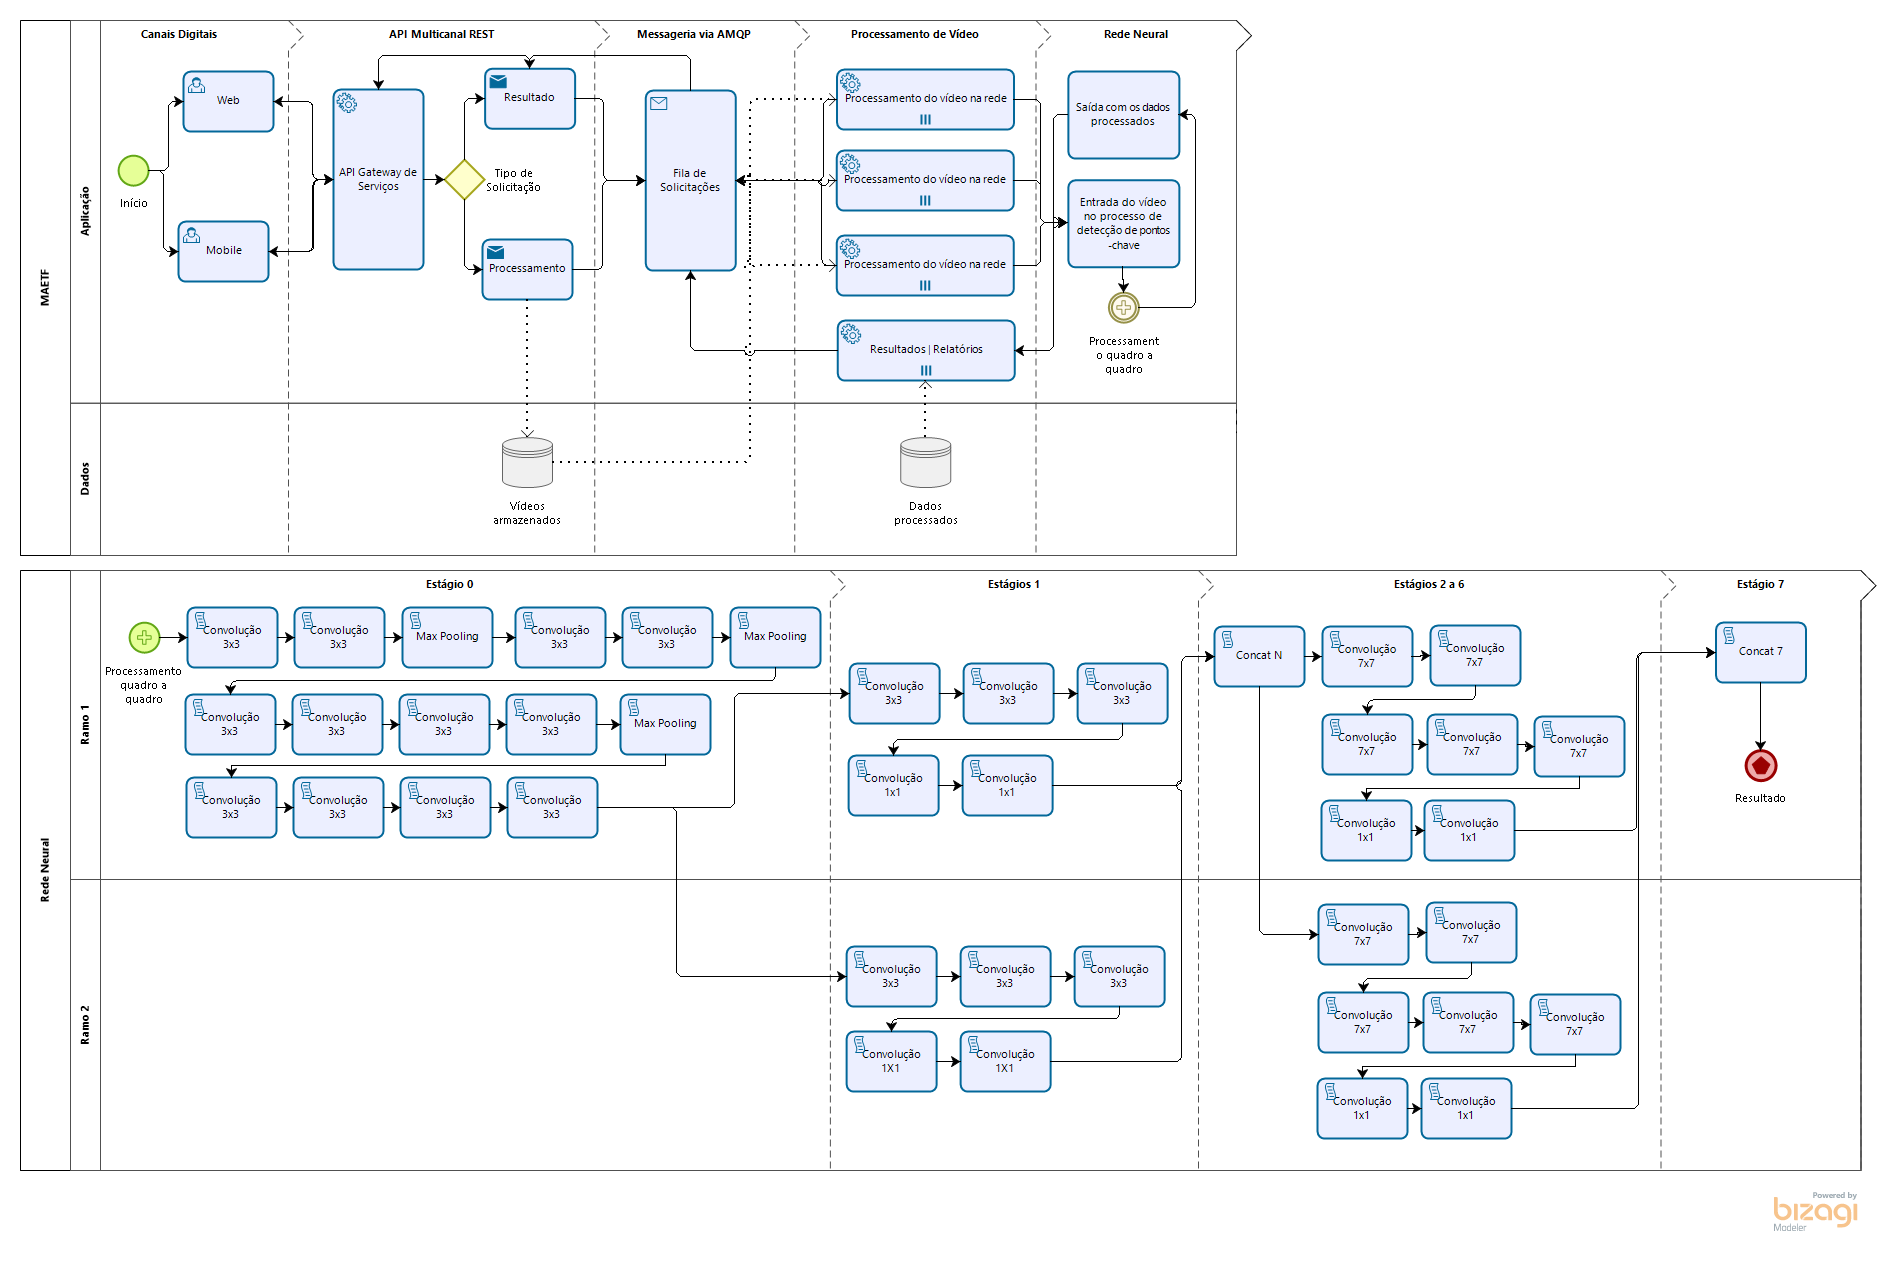 MAETF
Aplicação
Dados
Canais Digitais
API Multicanal REST
Messageria via AMQP
Processamento de Vídeo
Rede Neural
Início
Web
Mobile
API Gateway de
Serviços
Resultado
Tipo de
Solicitação
Processamento
Fila de
Solicitações
Processamento do vídeo na rede
Processamento do vídeo na rede
Processamento do vídeo na rede
Resultados | Relatórios
Saída com os dados
processados
Entrada do vídeo
no processo de
detecção de pontos
-chave
Processament
o quadro a
quadro
Vídeos
armazenados
Dados
processados
Rede Neural
Ramo 1
Ramo 2
Estágio 0
Estágios 1
Estágios 2 a 6
Estágio 7
Processamento
quadro a
quadro
Convolução
3x3
Convolução
3x3
Max Pooling
Convolução
3x3
Convolução
3x3
Max Pooling
Convolução
3x3
Convolução
3x3
Convolução
3x3
Convolução
3x3
Max Pooling
Convolução
3x3
Convolução
3x3
Convolução
3x3
Convolução
3x3
Convolução
3x3
Convolução
3x3
Convolução
3x3
Convolução
1x1
Convolução
1x1
Convolução
3x3
Convolução
3x3
Convolução
3x3
Convolução
1X1
Convolução
1X1
Concat N
Convolução
7x7
Convolução
7x7
Convolução
7x7
Convolução
7x7
Convolução
7x7
Convolução
1x1
Convolução
1x1
Convolução
7x7
Convolução
7x7
Convolução
7x7
Convolução
7x7
Convolução
7x7
Convolução
1x1
Convolução
1x1
Concat 7
Resultado
Powered by
bizagi
Modeler